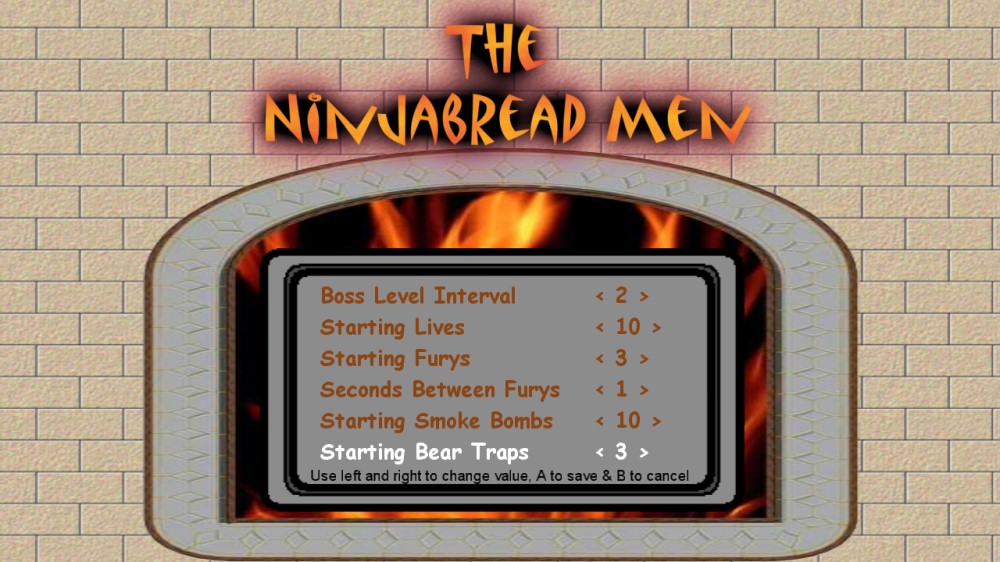 THE
NINJABREAD MEN
Boss Level Interval < 2 >
Starting Lives < 10 >
Starting Furys < 3 >
Seconds Between Furys < 1 >
Starting Smoke Bombs < 10 >
Starting Bear Traps < 3 >
Use left and right to change value, A to save & B to cancel